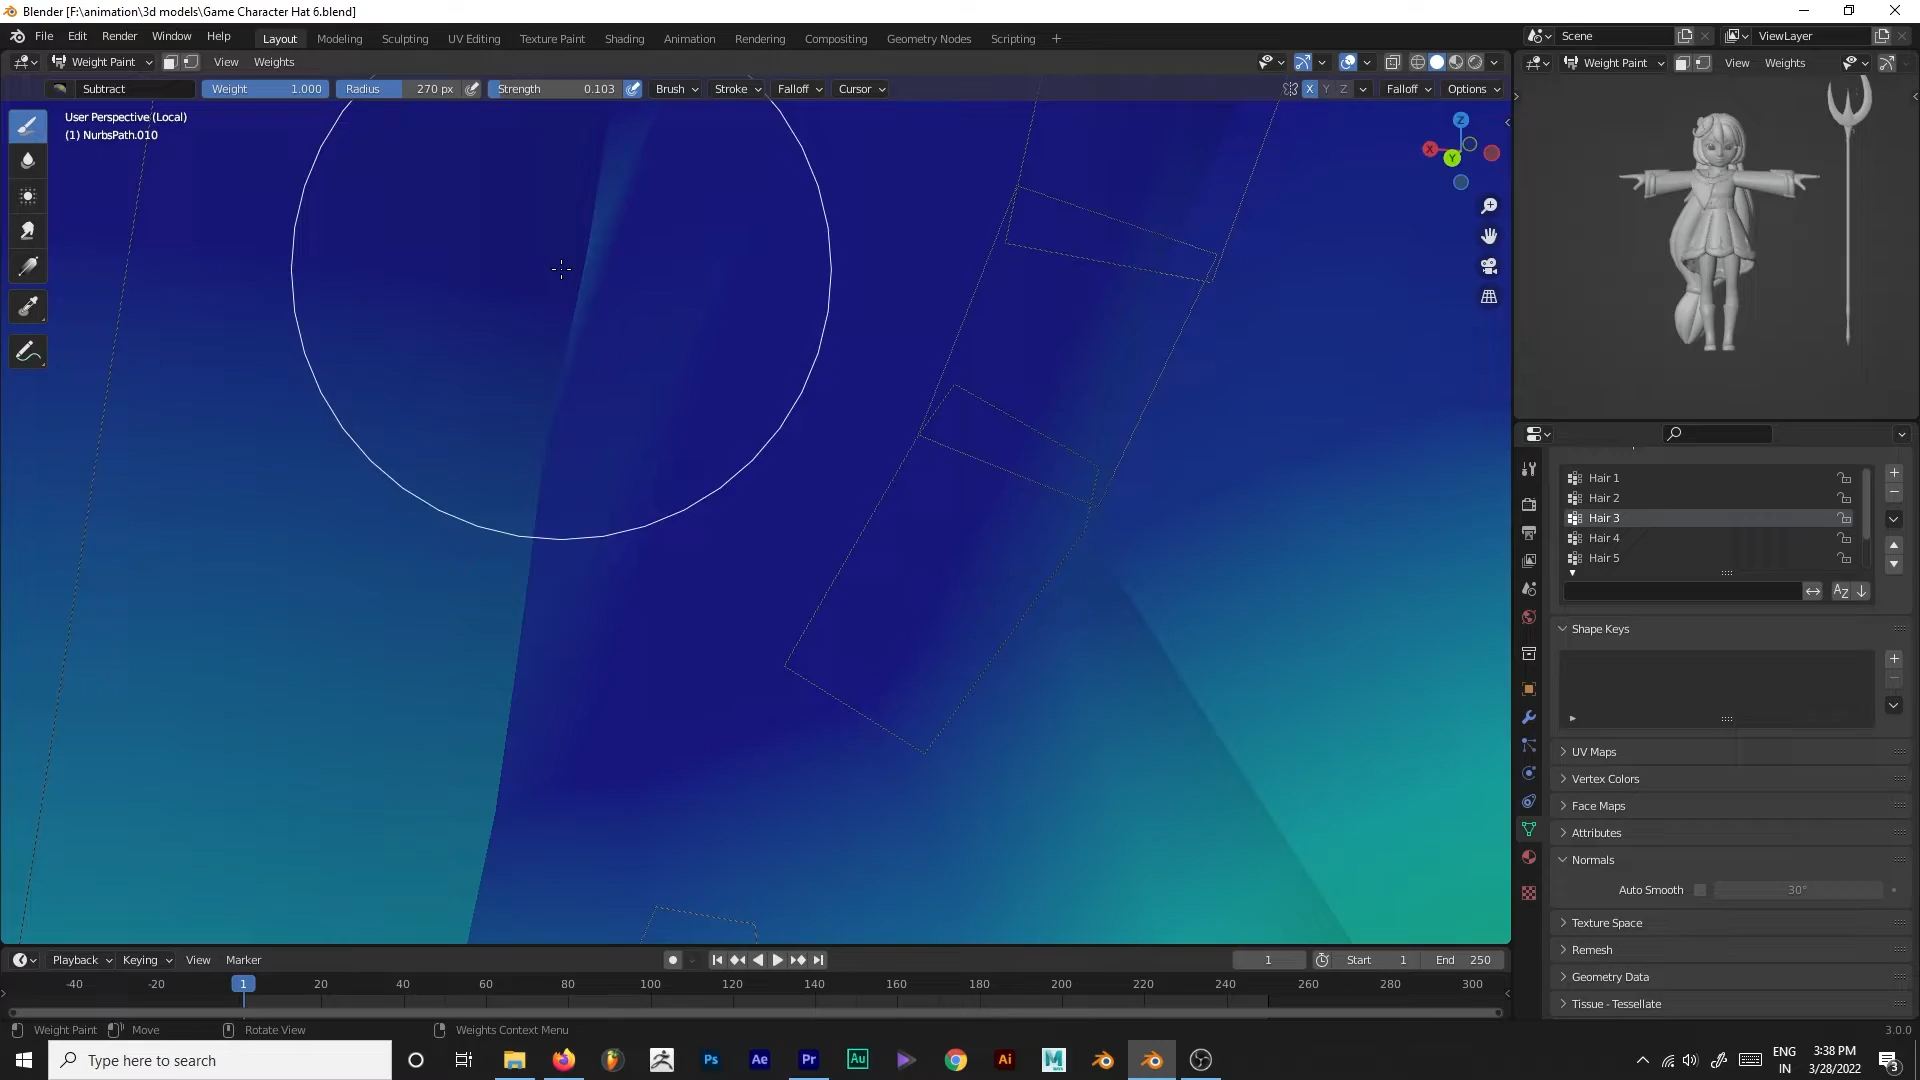 Blender [F:\animation\3d models\Game Character Hat 6.blend]
File Edit Render Window Help Layout Modeling Sculpting UV Editing Texture Paint Shading Animation Rendering Compositing Geometry Nodes Scripting + Scene ViewLayer
Weight Paint View Weights Weight Paint View Weights
Subtract Weight 1.000 Radius 270 px Strength 0.103 Brush Stroke Falloff Cursor X Y Z Falloff Options
User Perspective (Local)
(1) NurbsPath.010
Z
X
Y
Hair 1
Hair 2
Hair 3
Hair 4
Hair 5
Shape Keys
UV Maps
Vertex Colors
Face Maps
Attributes
Normals
Auto Smooth 30°
Texture Space
Remesh
Geometry Data
Tissue - Tessellate
Playback Keying View Marker 1 Start 1 End 250
-40 -20 1 20 40 60 80 100 120 140 160 180 200 220 240 260 280 300
Weight Paint Move Rotate View Weights Context Menu 3.0.0
Type here to search
Ps Ae Pr Au Ai M
ENG
IN
3:38 PM
3/28/2022
3